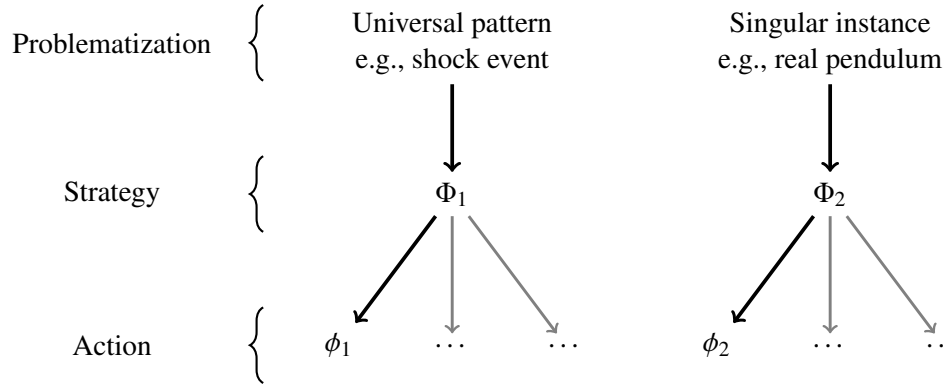 Problematization
Universal pattern
e.g., shock event
Singular instance
e.g., real pendulum
Strategy
Φ₁
Φ₂
Action
ϕ₁
...
...
ϕ₂
...
..